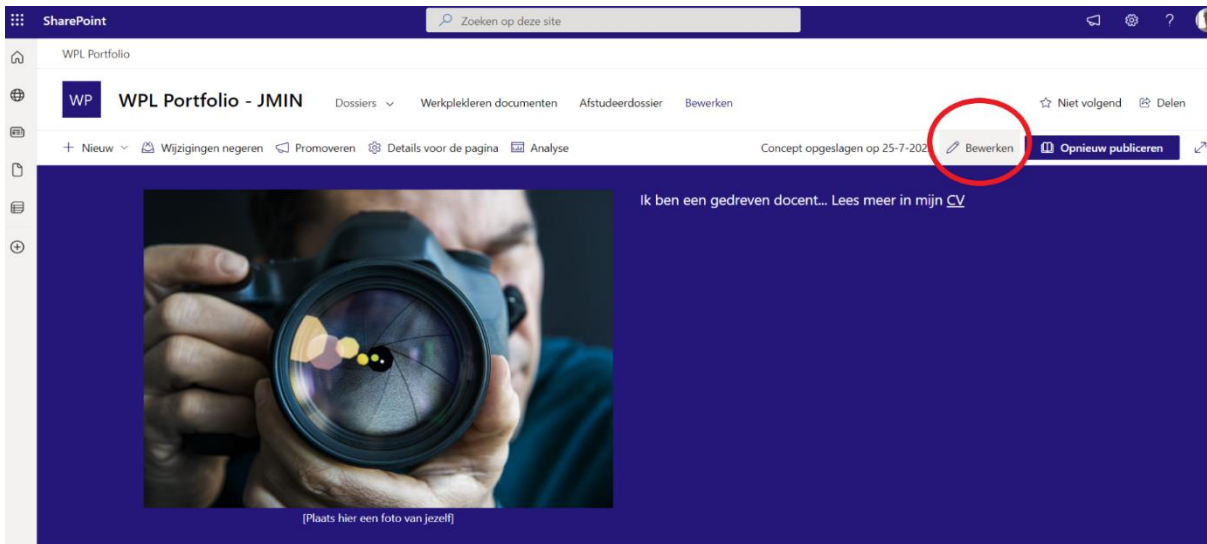 SharePoint
Zoeken op deze site
?
WPL Portfolio
WP
WPL Portfolio - JMIN
Dossiers
Werkplekleren documenten
Afstudeerdossier
Bewerken
Niet volgend
Delen
+ Nieuw
Wijzigingen negeren
Promoveren
Details voor de pagina
Analyse
Concept opgeslagen op 25-7-202
Bewerken
Opnieuw publiceren
Ik ben een gedreven docent... Lees meer in mijn CV
[Plaats hier een foto van jezelf]